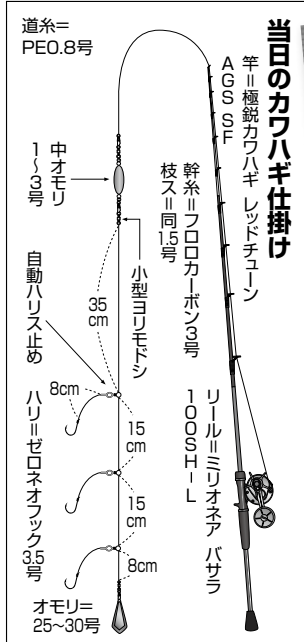 当日のカワハギ仕掛け
竿=極鋭カワハギ レッドチューン
AGS SF
道糸=
PE0.8号
中オモリ
1〜3号
幹糸=フロロカーボン3号
枝ス=同1.5号
小型ヨリモドシ
自動ハリス止め
35
cm
リール=ミリオネア バサラ
100SH-L
8cm
15
cm
ハリ=ゼロネオフック
3.5号
15
cm
8cm
オモリ=
25〜30号